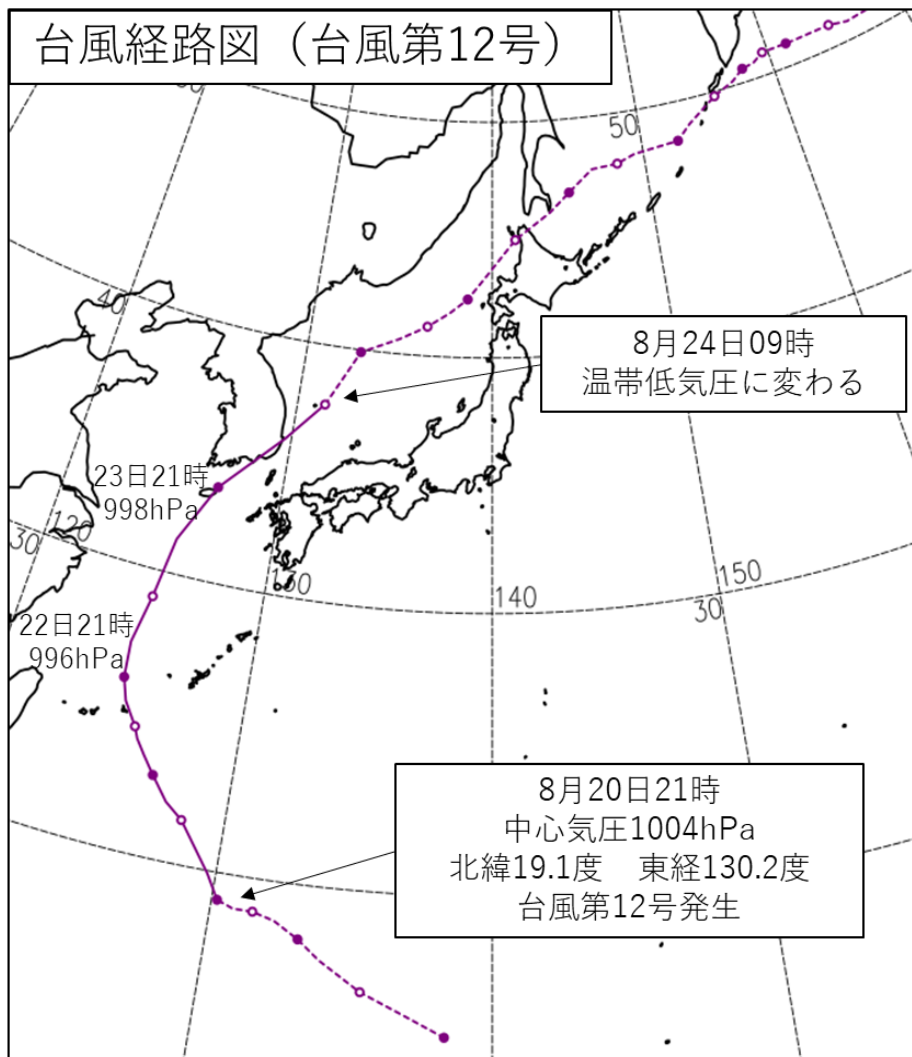 台風経路図（台風第12号）
50
40
8月24日09時
温帯低気圧に変わる
23日21時
998hPa
120
30
130
140
150
30
22日21時
996hPa
8月20日21時
中心気圧1004hPa
北緯19.1度　東経130.2度
台風第12号発生